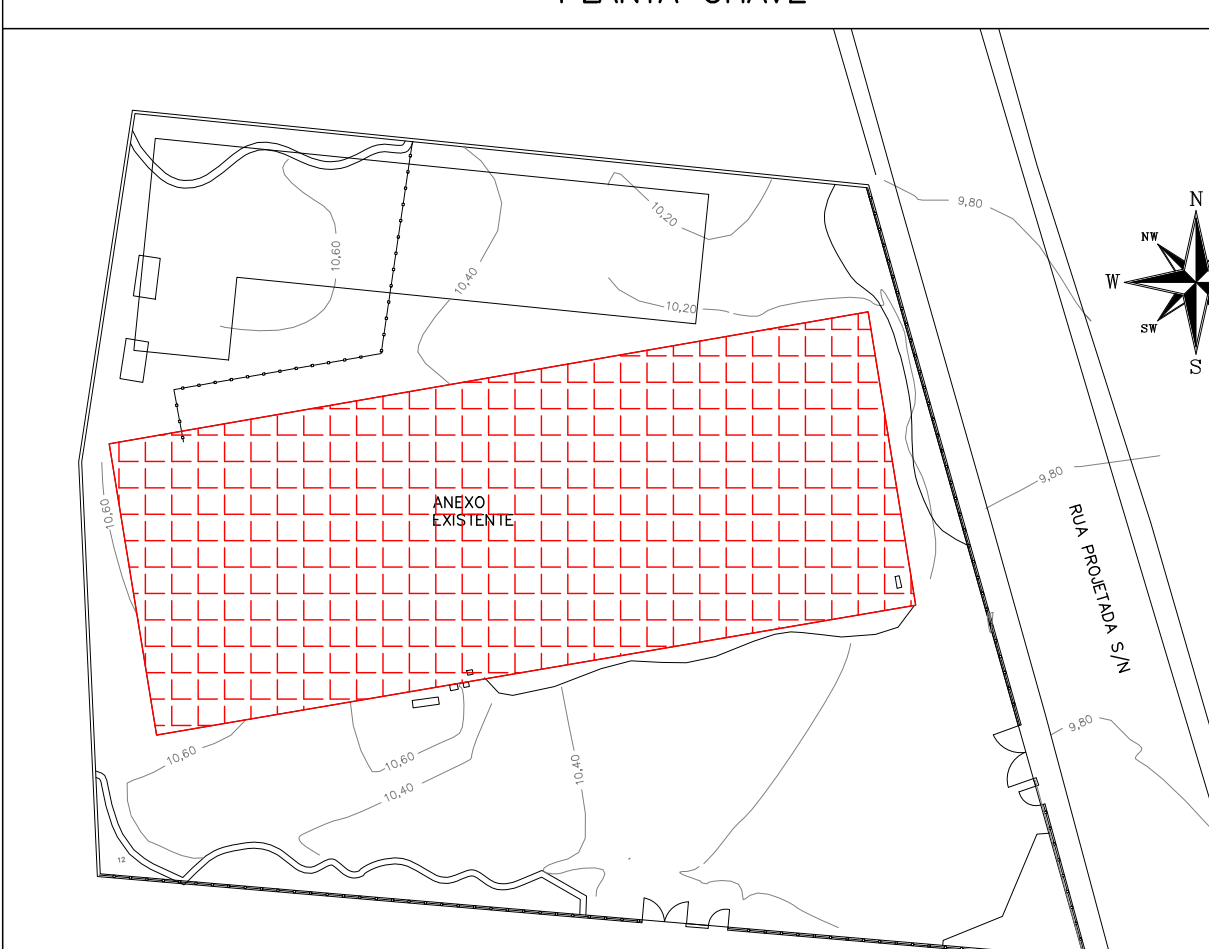 PLANTA CHAVE
9,80
N
NW
W
SW
S
10,20
10,60
10,40
10,20
9,80
10,60
ANEXO
EXISTENTE
RUA PROJETADA S/N
9,80
10,60
10,60
10,40
10,40
12